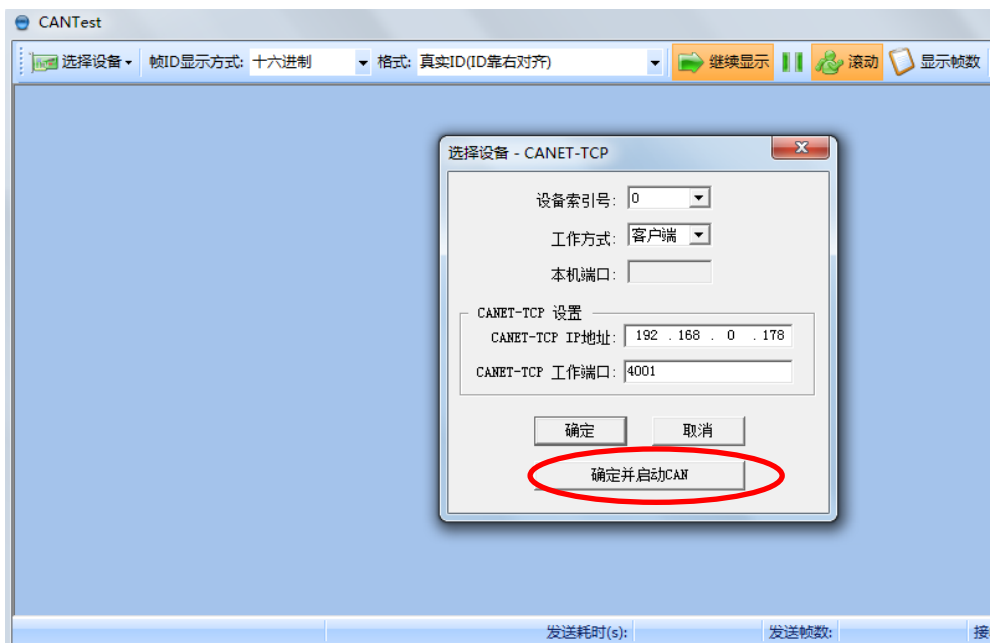 CANTest
选择设备 帧ID显示方式: 十六进制 格式: 真实ID(ID靠右对齐) 继续显示 滚动 显示帧数
选择设备 - CANET-TCP
设备索引号: 0
工作方式: 客户端
本机端口:
CANET-TCP 设置
CANET-TCP IP地址: 192 . 168 . 0 . 178
CANET-TCP 工作端口: 4001
确定 取消
确定并启动CAN
发送耗时(s): 发送帧数: 接